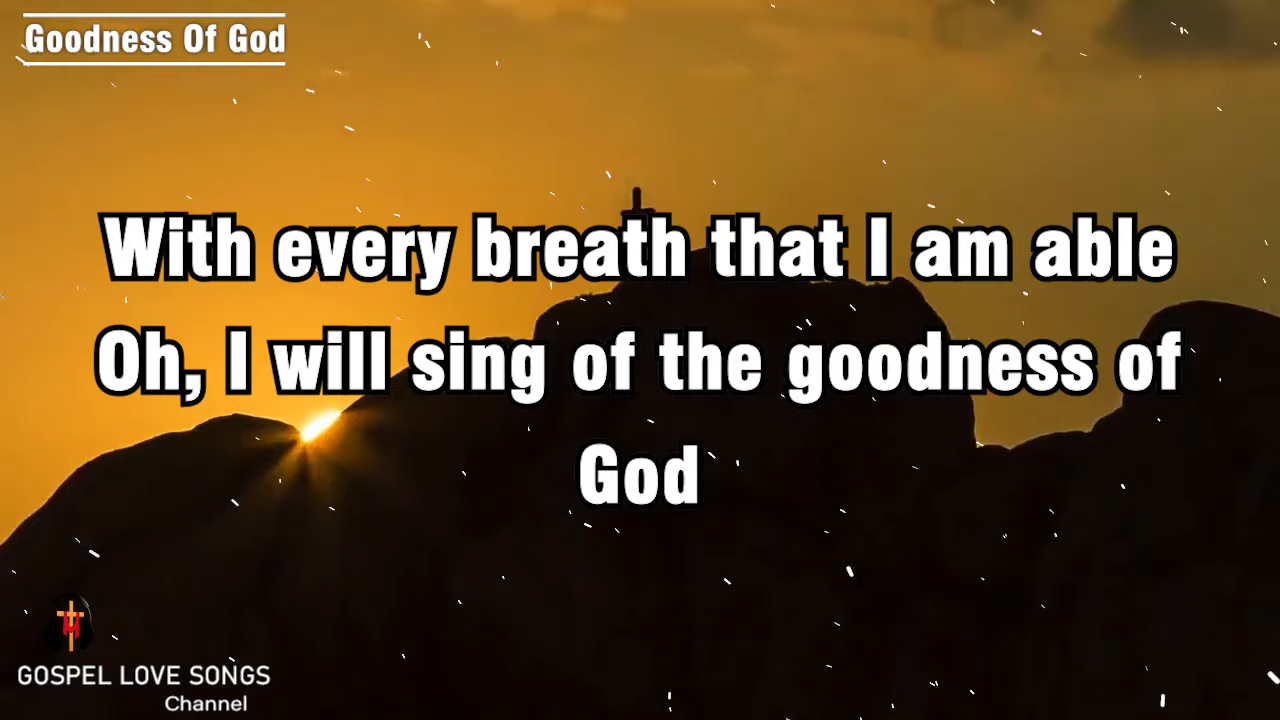 Goodness Of God
With every breath that I am able
Oh, I will sing of the goodness of
God
GOSPEL LOVE SONGS
Channel